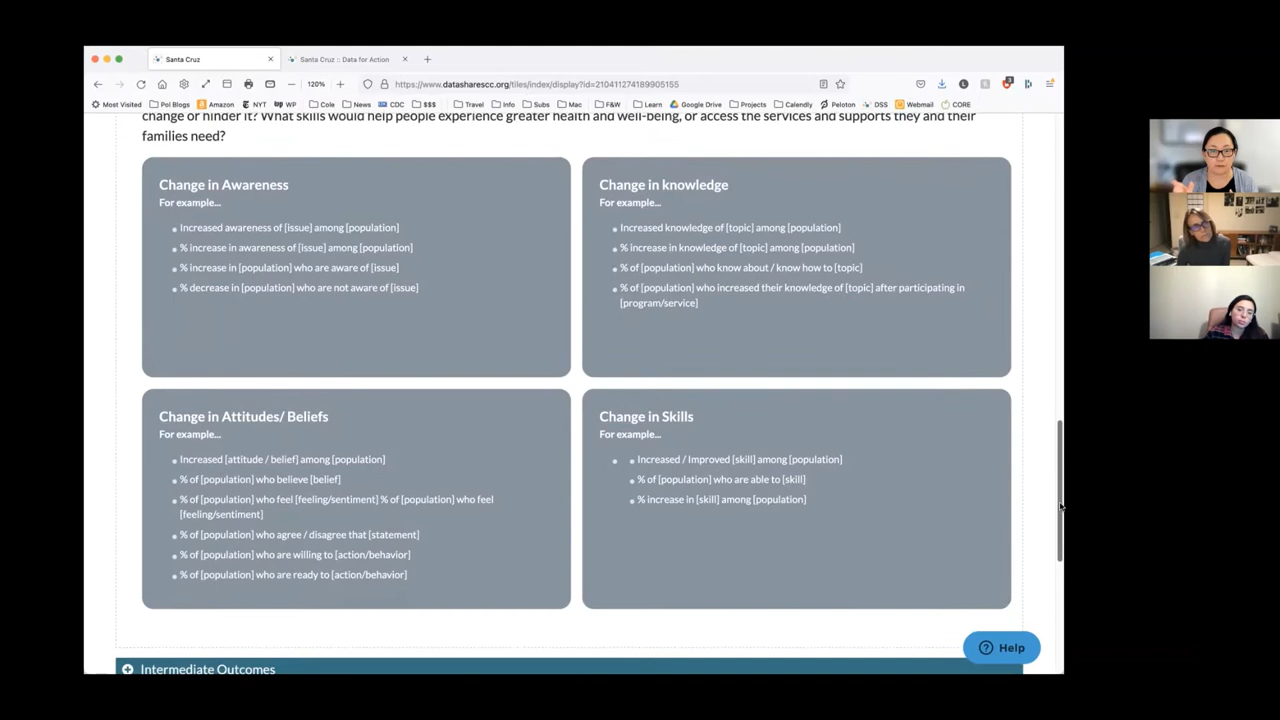 Santa Cruz
Santa Cruz :: Data for Action
120%
https://www.datasharescc.org/tiles/index/display?id=210411274189905155
Most Visited
Pol Blogs
Amazon
NYT
WP
Cole
News
CDC
$$$
Travel
Info
Subs
Mac
F&W
Learn
Google Drive
Projects
Calendly
Peloton
DSS
Webmail
CORE
change or hinder it? What skills would help people experience greater health and well-being, or access the services and supports they and their
families need?
Change in Awareness
For example...
Increased awareness of [issue] among [population]
% increase in awareness of [issue] among [population]
% increase in [population] who are aware of [issue]
% decrease in [population] who are not aware of [issue]
Change in knowledge
For example...
Increased knowledge of [topic] among [population]
% increase in knowledge of [topic] among [population]
% of [population] who know about / know how to [topic]
% of [population] who increased their knowledge of [topic] after participating in
[program/service]
Change in Attitudes/ Beliefs
For example...
Increased [attitude / belief] among [population]
% of [population] who believe [belief]
% of [population] who feel [feeling/sentiment] % of [population] who feel
[feeling/sentiment]
% of [population] who agree / disagree that [statement]
% of [population] who are willing to [action/behavior]
% of [population] who are ready to [action/behavior]
Change in Skills
For example...
Increased / Improved [skill] among [population]
% of [population] who are able to [skill]
% increase in [skill] among [population]
Help
Intermediate Outcomes